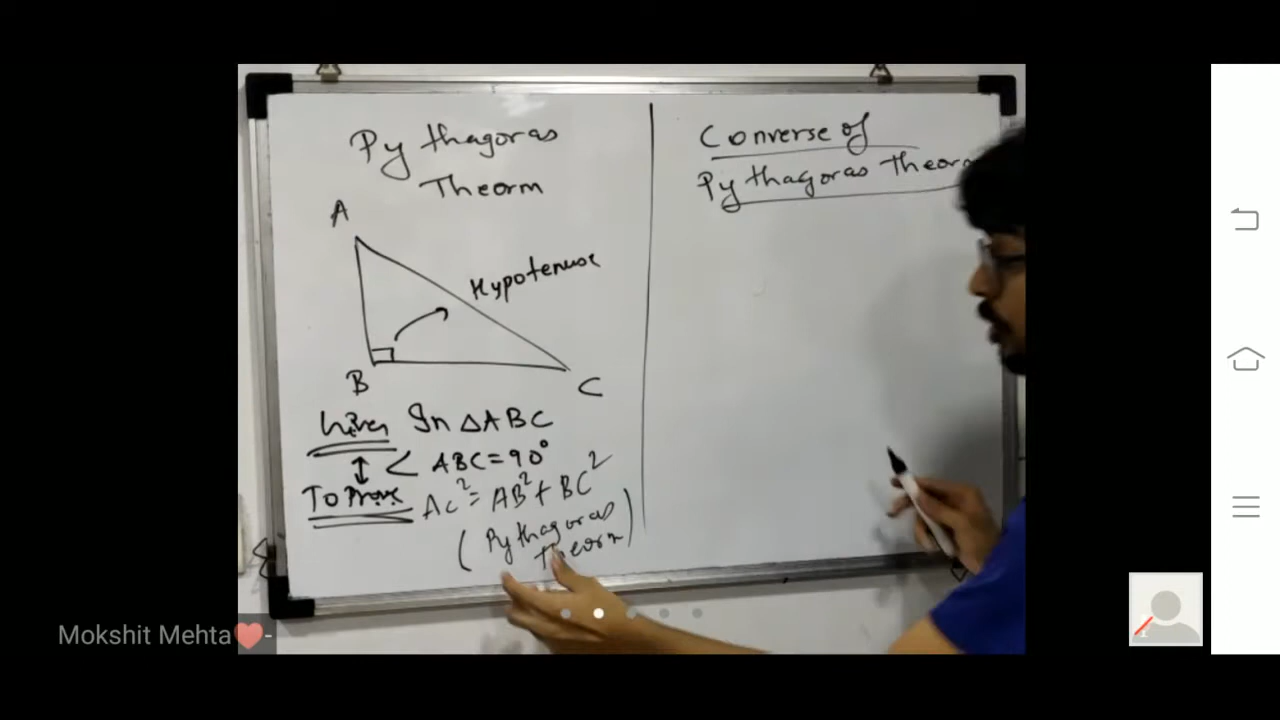 Pythagoras
Theorm
A
Hypotenuse
B
C
Given In △ABC
< ABC = 90°
To Prove AC² = AB² + BC²
(Pythagoras
Theorm)
Converse of
Pythagoras Theorm
Mokshit Mehta❤-